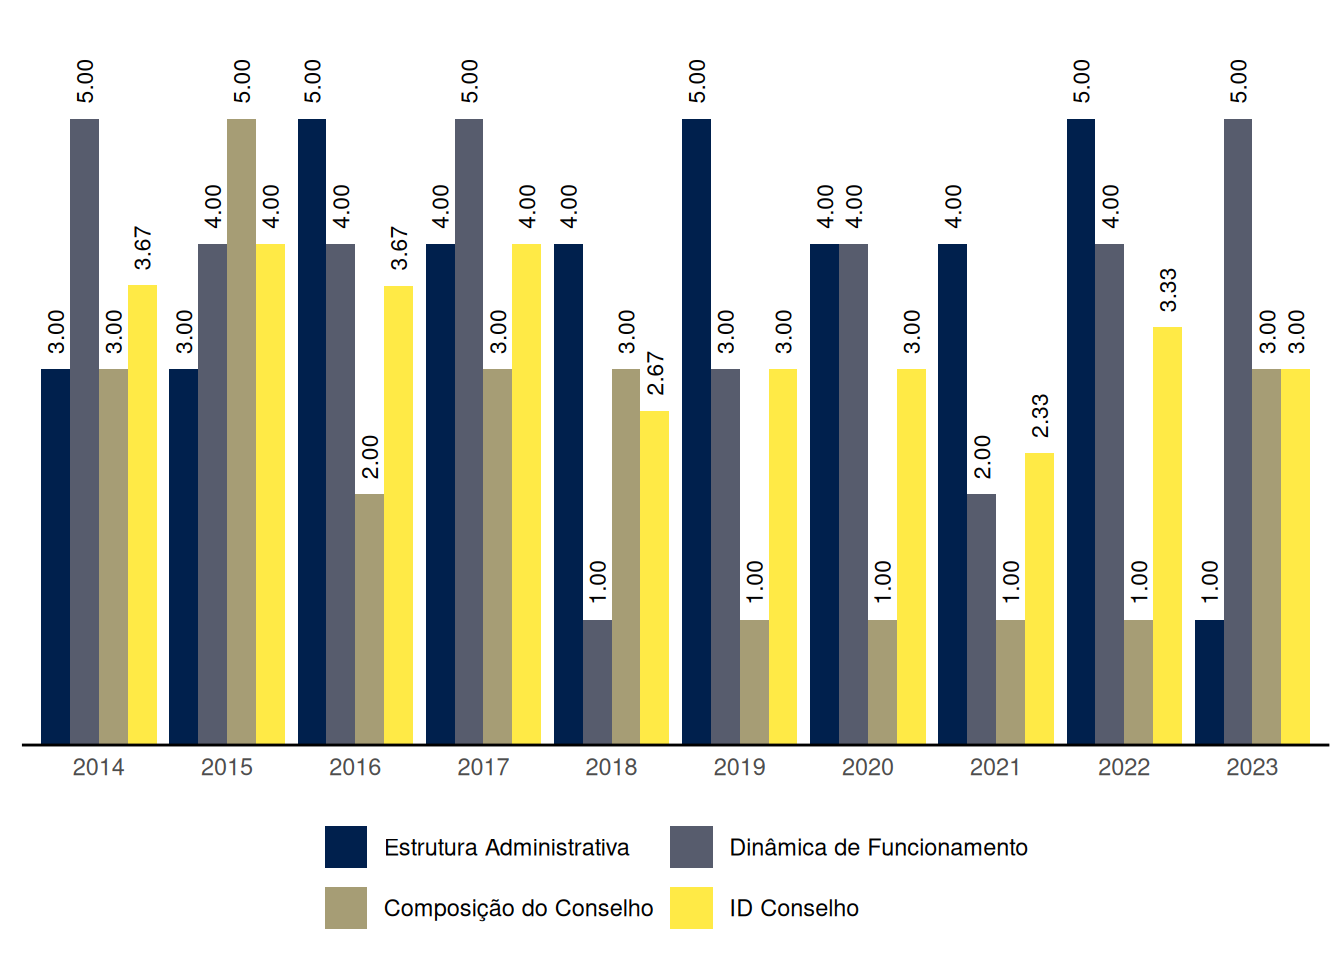 3.00 5.00 3.00 3.67 3.00 4.00 5.00 4.00 5.00 4.00 2.00 3.67 4.00 5.00 3.00 4.00 4.00 1.00 3.00 2.67 5.00 3.00 1.00 3.00 4.00 4.00 1.00 3.00 4.00 2.00 1.00 2.33 5.00 4.00 1.00 3.33 1.00 5.00 3.00 3.00
2014 2015 2016 2017 2018 2019 2020 2021 2022 2023
Estrutura Administrativa Dinâmica de Funcionamento
Composição do Conselho ID Conselho